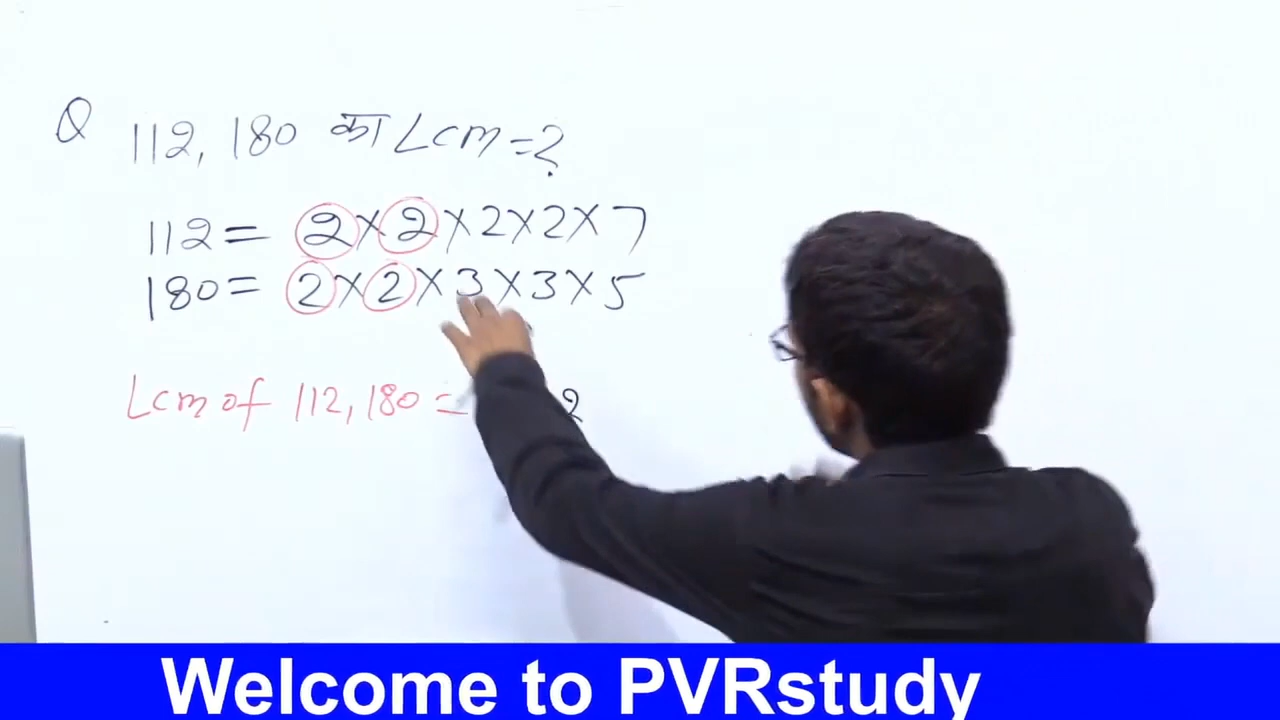 Q 112, 180 का Lcm = ?
112 = 2 × 2 × 2 × 2 × 7
180 = 2 × 2 × 3 × 3 × 5
Lcm of 112, 180 = 2
Welcome to PVRstudy